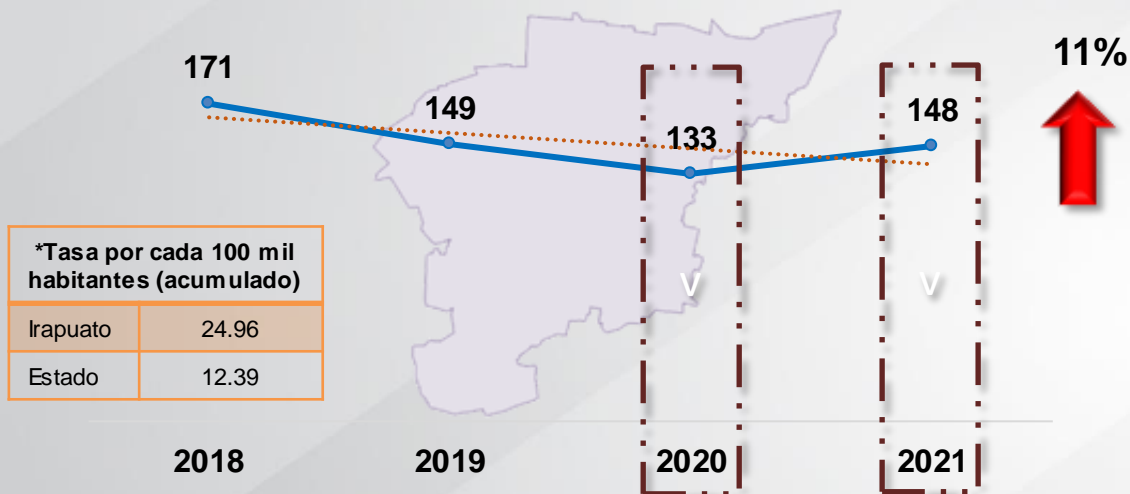 171
149
133
148
11%
*Tasa por cada 100 mil
habitantes (acumulado)
Irapuato 24.96
Estado 12.39
V
V
2018 2019 2020 2021